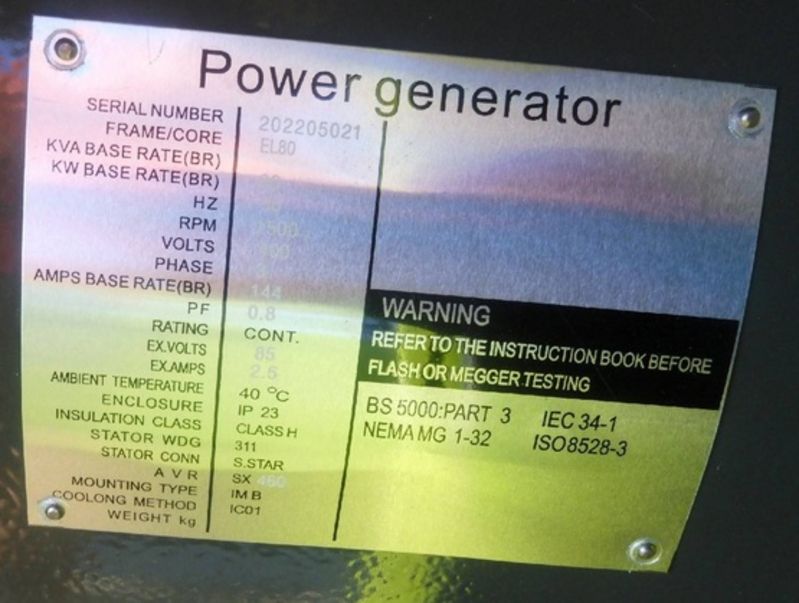 Power generator
SERIAL NUMBER 202205021
FRAME/CORE EL80
KVA BASE RATE(BR)
KW BASE RATE(BR)
HZ
RPM 1500
VOLTS
PHASE
AMPS BASE RATE(BR) 144
PF 0.8
RATING CONT.
EX.VOLTS 85
EX.AMPS 2.5
AMBIENT TEMPERATURE 40 °C
ENCLOSURE IP 23
INSULATION CLASS CLASS H
STATOR WDG 311
STATOR CONN S.STAR
A V R SX 460
MOUNTING TYPE IM B
COOLONG METHOD IC01
WEIGHT kg
WARNING
REFER TO THE INSTRUCTION BOOK BEFORE
FLASH OR MEGGER TESTING
BS 5000:PART 3 IEC 34-1
NEMA MG 1-32 ISO8528-3